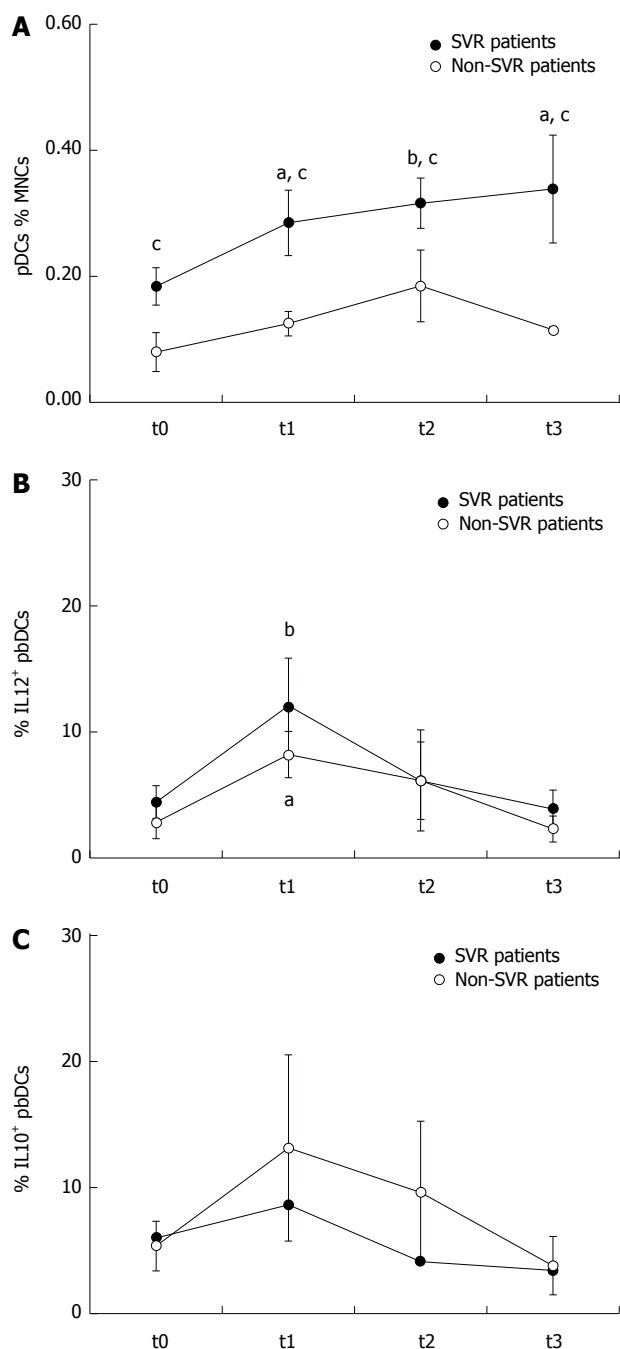 A
0.60
SVR patients
Non-SVR patients
a, c
b, c
a, c
0.40
c
0.20
0.00
pDCs % MNCs
t0 t1 t2 t3
B
30
SVR patients
Non-SVR patients
20
b
10
a
0
% IL12⁺ pbDCs
t0 t1 t2 t3
C
30
SVR patients
Non-SVR patients
20
10
0
% IL10⁺ pbDCs
t0 t1 t2 t3